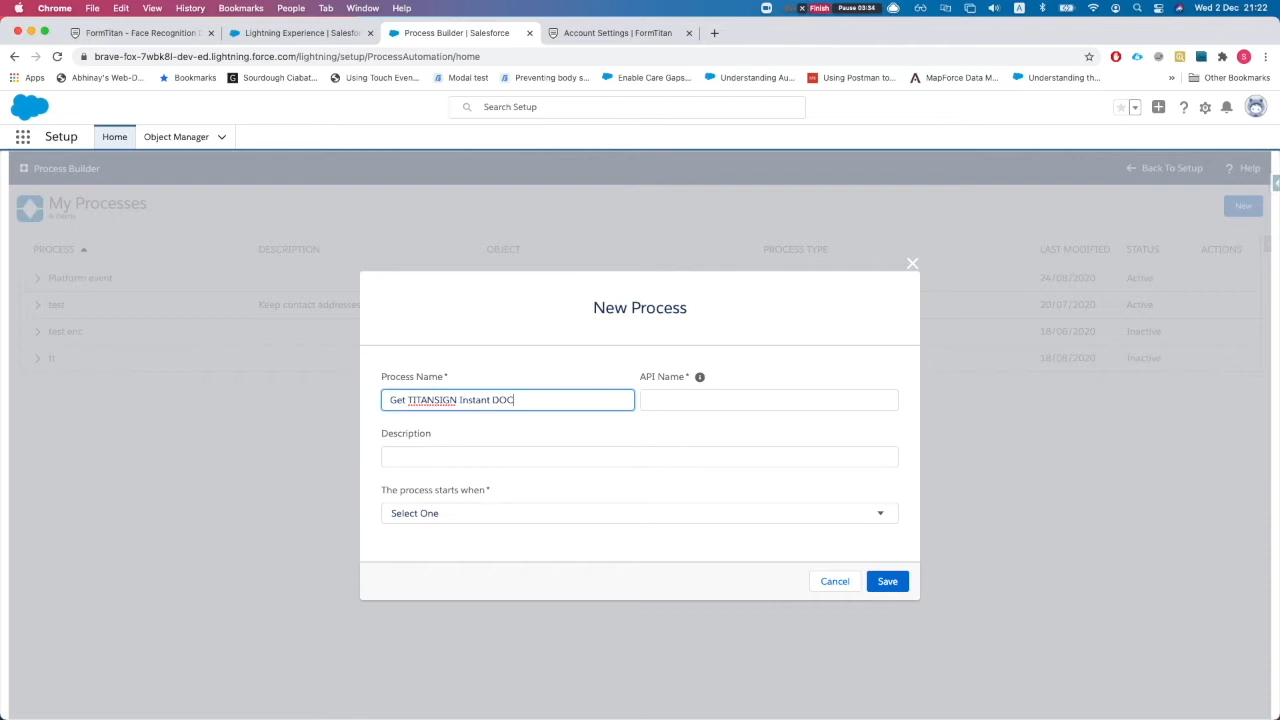 Chrome File Edit View History Bookmarks People Tab Window Help Finish Pause 03:34 A Wed 2 Dec 21:22
FormTitan - Face Recognition Lightning Experience | Salesfo Process Builder | Salesforce Account Settings | FormTitan
brave-fox-7wbk8l-dev-ed.lightning.force.com/lightning/setup/ProcessAutomation/home
Apps Abhinay's Web-D... Bookmarks Sourdough Ciabat... Using Touch Even... Modal test Preventing body s... Enable Care Gaps... Understanding Au... Using Postman to... MapForce Data M... Understanding th... » Other Bookmarks
Search Setup
Setup Home Object Manager
Process Builder Back To Setup ? Help
My Processes
New
PROCESS DESCRIPTION OBJECT PROCESS TYPE LAST MODIFIED STATUS ACTIONS
Platform event 24/08/2020 Active
test Keep contact addresses 20/07/2020 Active
test enc 18/06/2020 Inactive
tt 18/08/2020 Inactive
New Process
Process Name* API Name*
Get TITANSIGN Instant DOC
Description
The process starts when*
Select One
Cancel Save